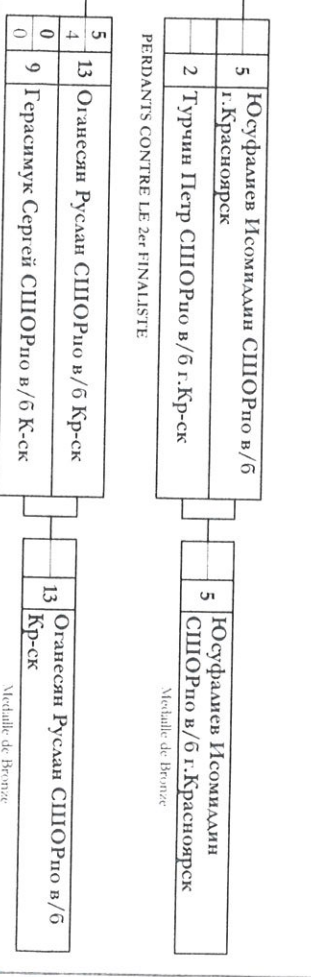 5 Юсуфалиев Исомиддин СШОРпо в/б
г.Красноярск
2 Турчин Петр СШОРпо в/б г.Кр-ск
5 Юсуфалиев Исомиддин
СШОРпо в/б г.Красноярск
Medaille de Bronze
PERDANTS CONTRE LE 2er FINALISTE
5
4
13 Оганесян Руслан СШОРпо в/б Кр-ск
0
0
9 Герасимук Сергей СШОРпо в/б К-ск
13 Оганесян Руслан СШОРпо в/б
Кр-ск
Medaille de Bronze